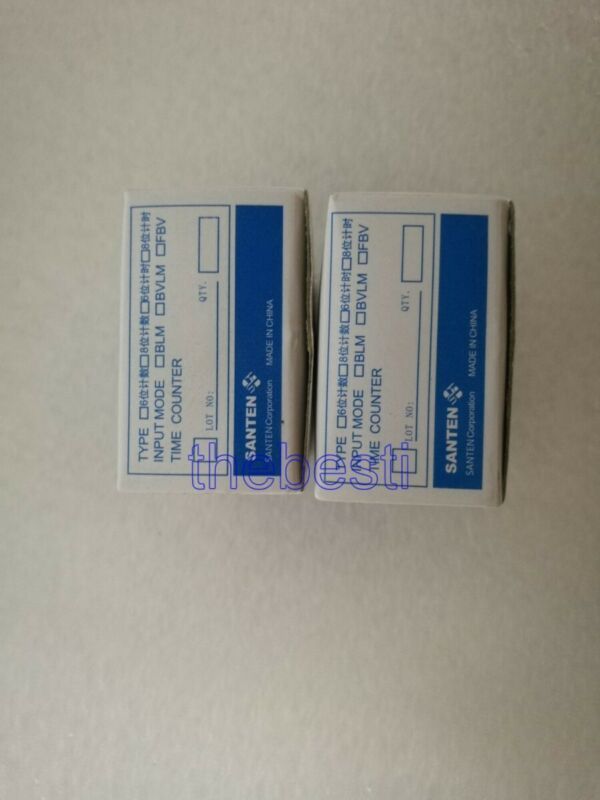 TYPE □6位计数□8位计数□6位计时□8位计时
INPUT MODE □BLM □BVLM □FBV
TIME COUNTER
LOT NO: QTY.
SANTEN
SANTEN Corporation MADE IN CHINA
TYPE □6位计数□8位计数□6位计时□8位计时
INPUT MODE □BLM □BVLM □FBV
TIME COUNTER
LOT NO: QTY.
SANTEN
SANTEN Corporation MADE IN CHINA
thebesti